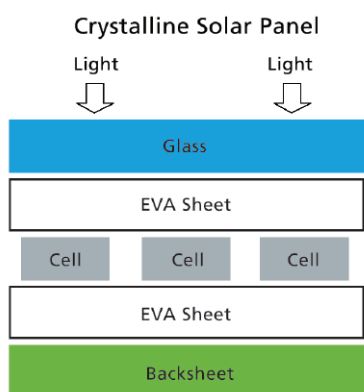 Crystalline Solar Panel
Light Light
Glass
EVA Sheet
Cell Cell Cell
EVA Sheet
Backsheet